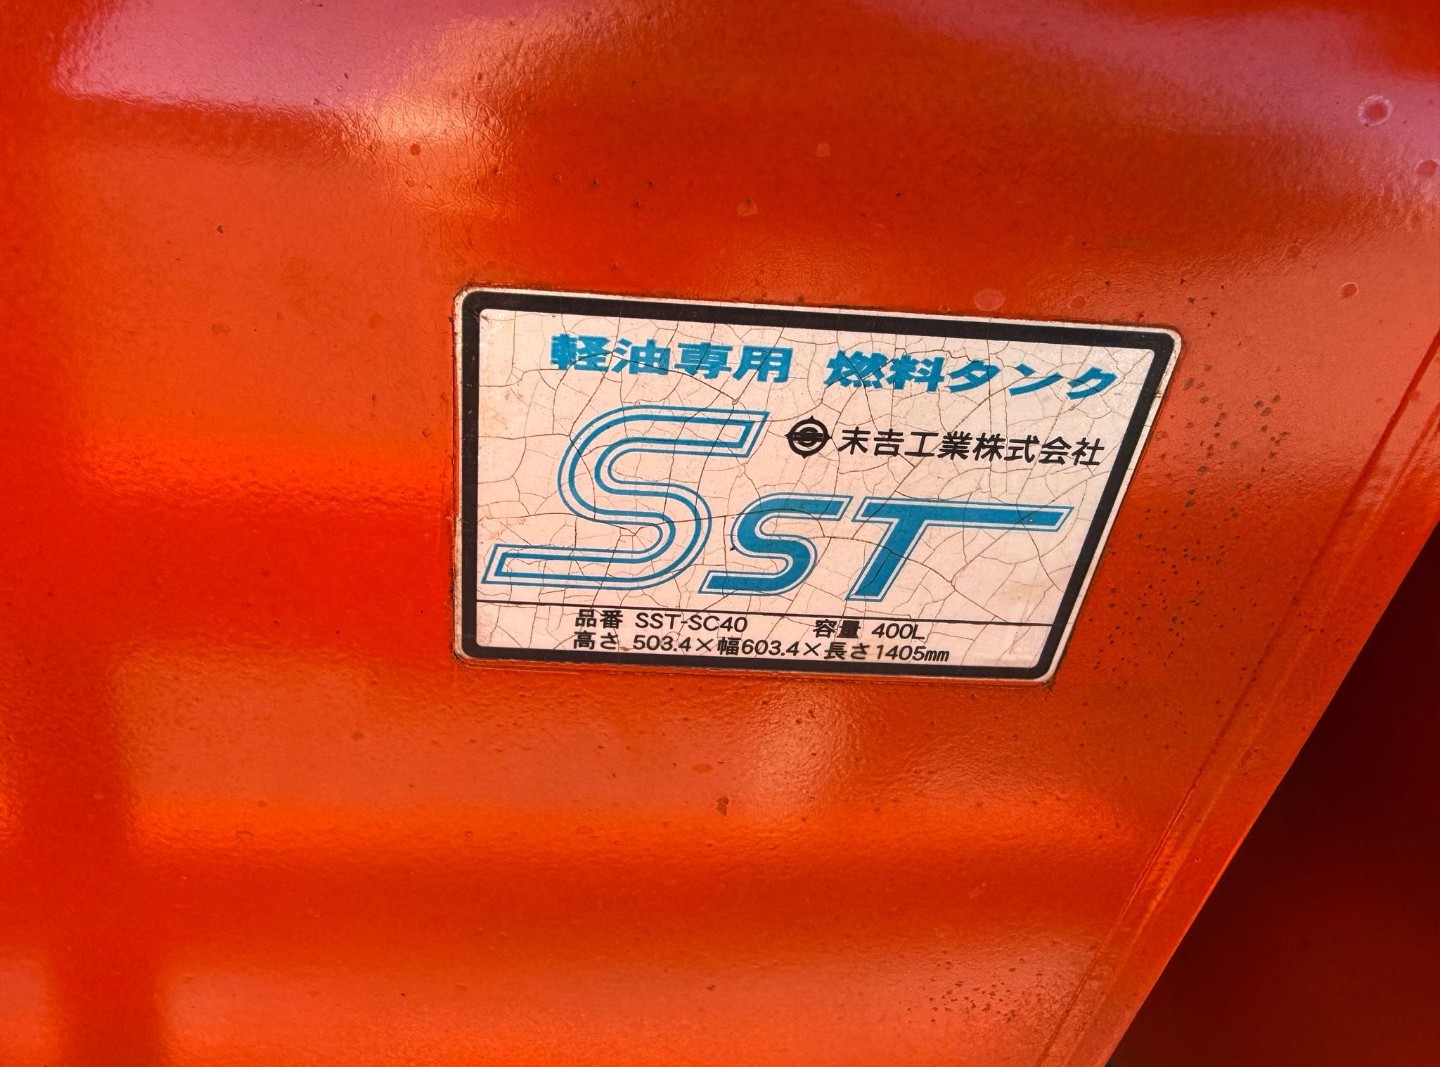 軽油専用 燃料タンク
末吉工業株式会社
SST
品番 SST-SC40 容量 400L
高さ 503.4×幅603.4×長さ1405mm